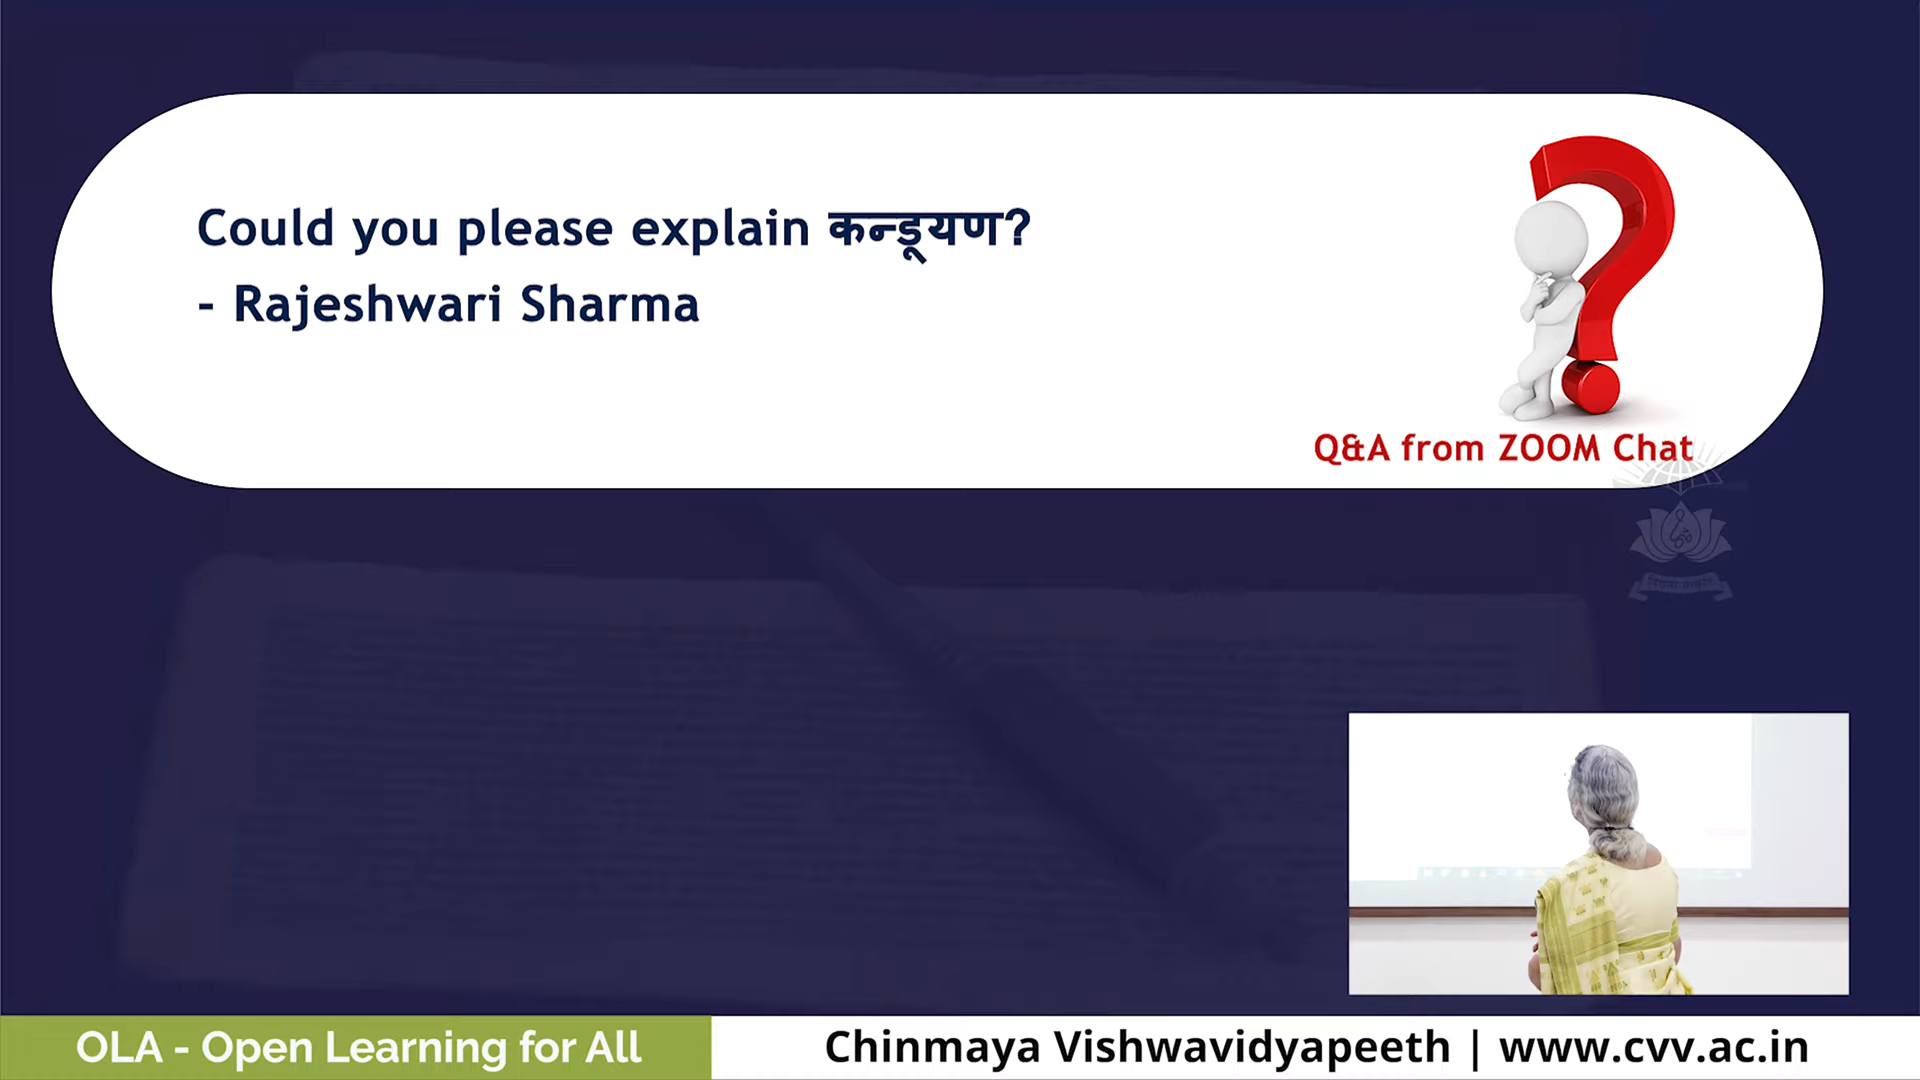 Could you please explain कन्डूयण?
- Rajeshwari Sharma
Q&A from ZOOM Chat
OLA - Open Learning for All
Chinmaya Vishwavidyapeeth | www.cvv.ac.in